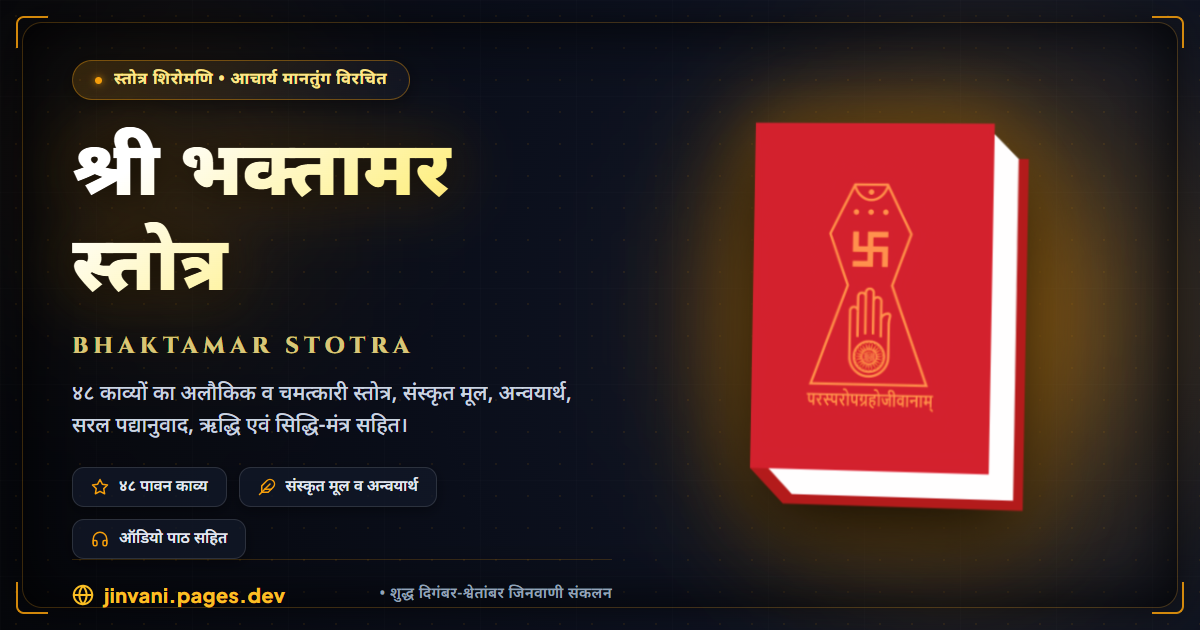 स्तोत्र शिरोमणि • आचार्य मानतुंग विरचित
श्री भक्तामर
स्तोत्र
BHAKTAMAR STOTRA
४८ काव्यों का अलौकिक व चमत्कारी स्तोत्र, संस्कृत मूल, अन्वयार्थ,
सरल पद्यानुवाद, ऋद्धि एवं सिद्धि-मंत्र सहित।
४८ पावन काव्य
संस्कृत मूल व अन्वयार्थ
ऑडियो पाठ सहित
jinvani.pages.dev
• शुद्ध दिगंबर-श्वेतांबर जिनवाणी संकलन
परस्परोपग्रहोजीवानाम्